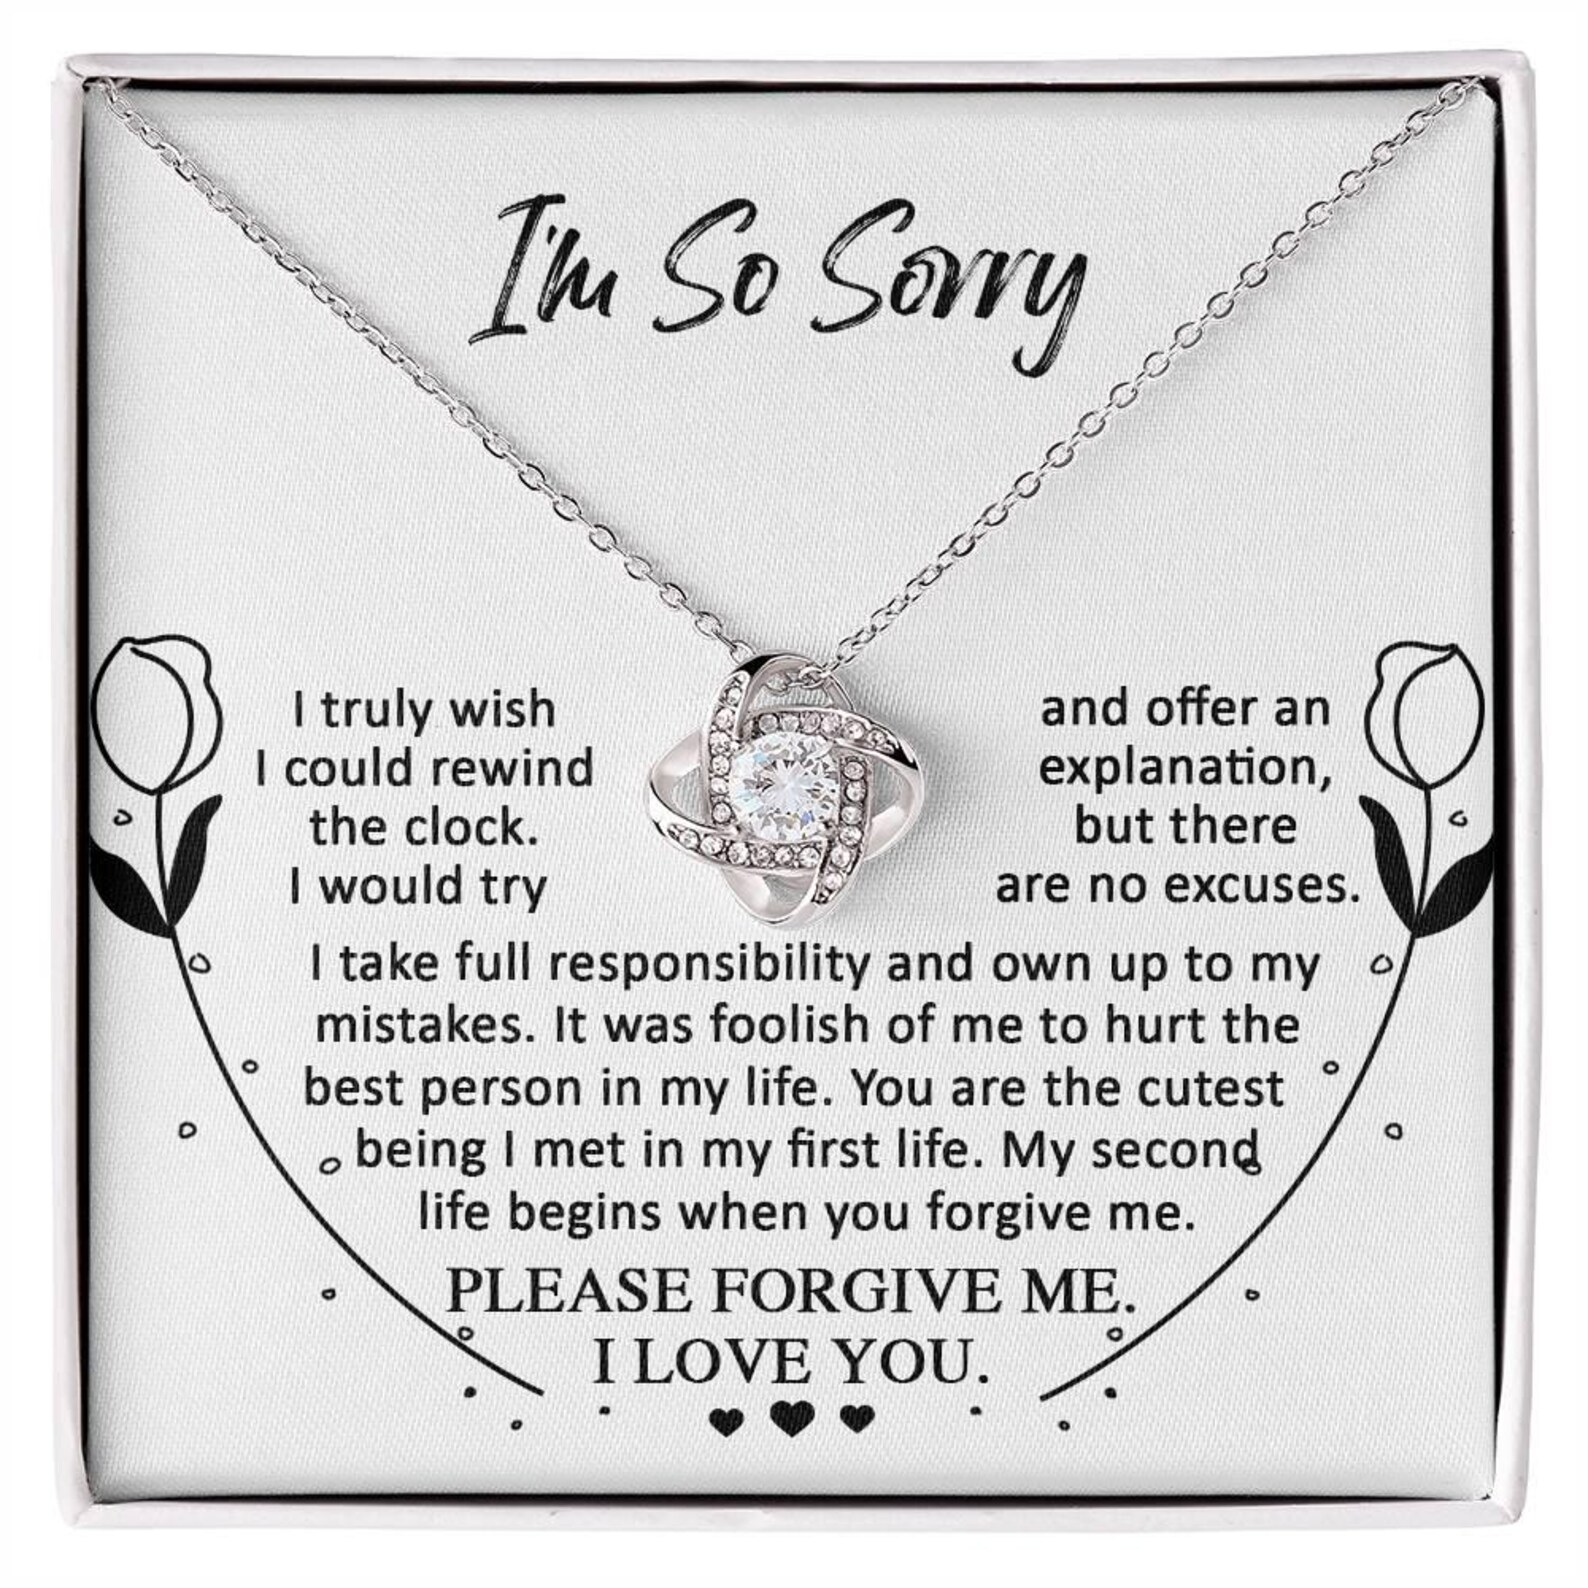 I'm So Sorry
I truly wish
I could rewind
the clock.
I would try
and offer an
explanation,
but there
are no excuses.
I take full responsibility and own up to my
mistakes. It was foolish of me to hurt the
best person in my life. You are the cutest
being I met in my first life. My second
life begins when you forgive me.
PLEASE FORGIVE ME.
I LOVE YOU.